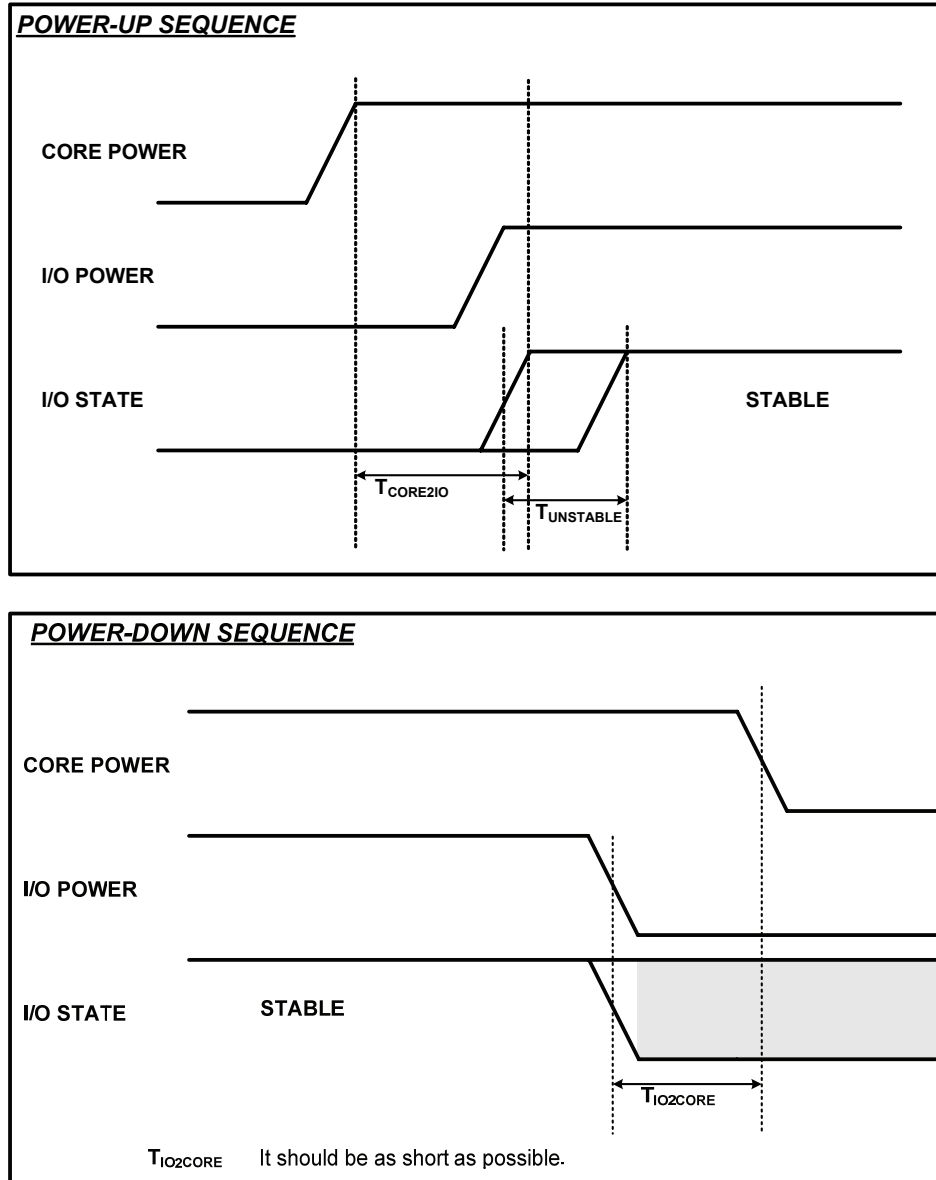 POWER-UP SEQUENCE
CORE POWER
I/O POWER
I/O STATE
STABLE
TCORE2IO
TUNSTABLE
POWER-DOWN SEQUENCE
CORE POWER
I/O POWER
I/O STATE
STABLE
TIO2CORE
TIO2CORE It should be as short as possible.